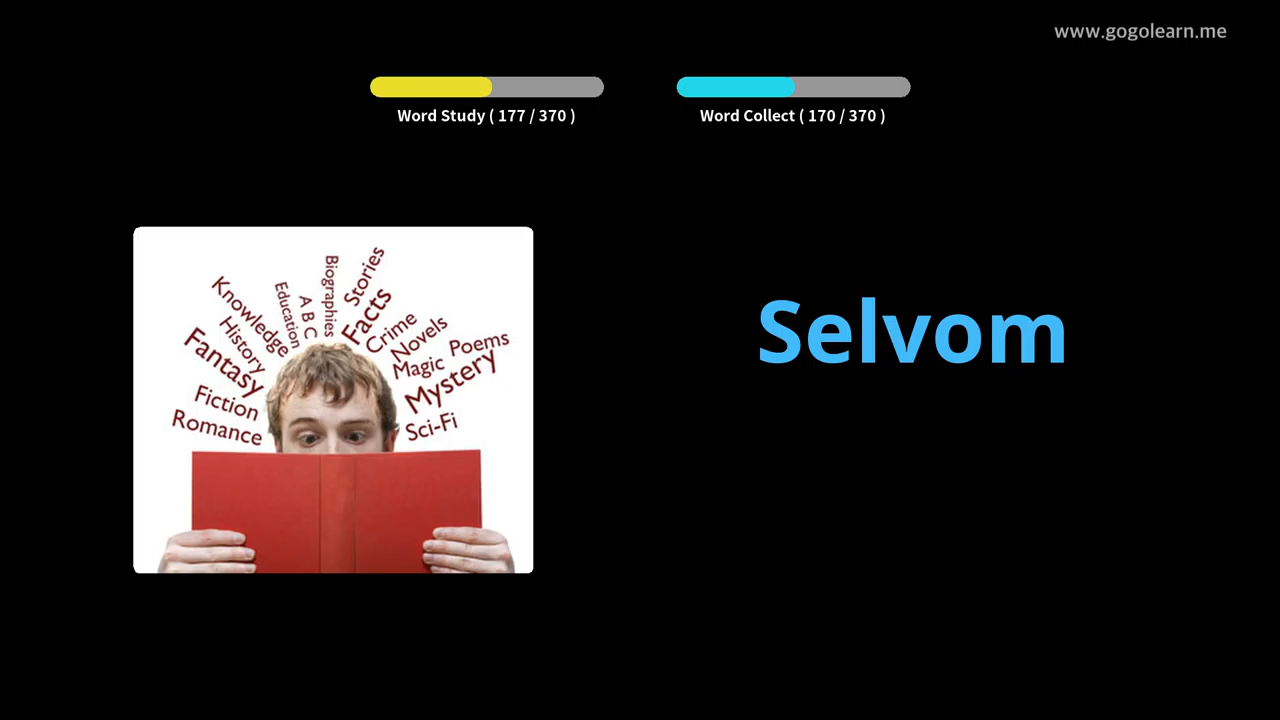 www.gogolearn.me
Word Study ( 177 / 370 )
Word Collect ( 170 / 370 )
Selvom
Biographies
Stories
Education
A B C
Facts
Knowledge
Crime
History
Novels
Fantasy
Magic
Poems
Mystery
Fiction
Romance
Sci-Fi